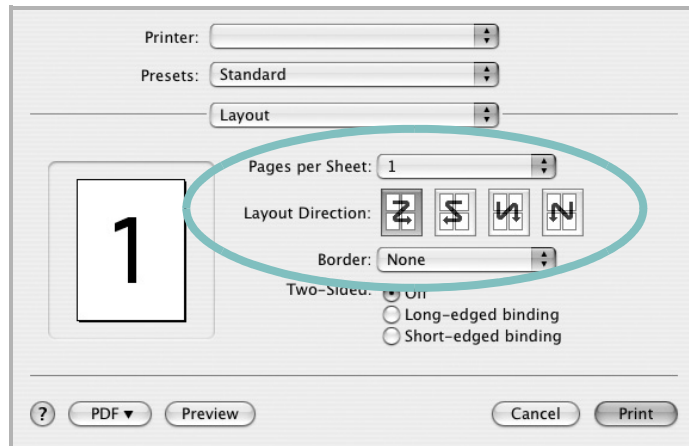 Printer:
Presets: Standard
Layout
Pages per Sheet: 1
Layout Direction:
1
Border: None
Two-Sided: Off
Long-edged binding
Short-edged binding
? PDF▼ Preview Cancel Print